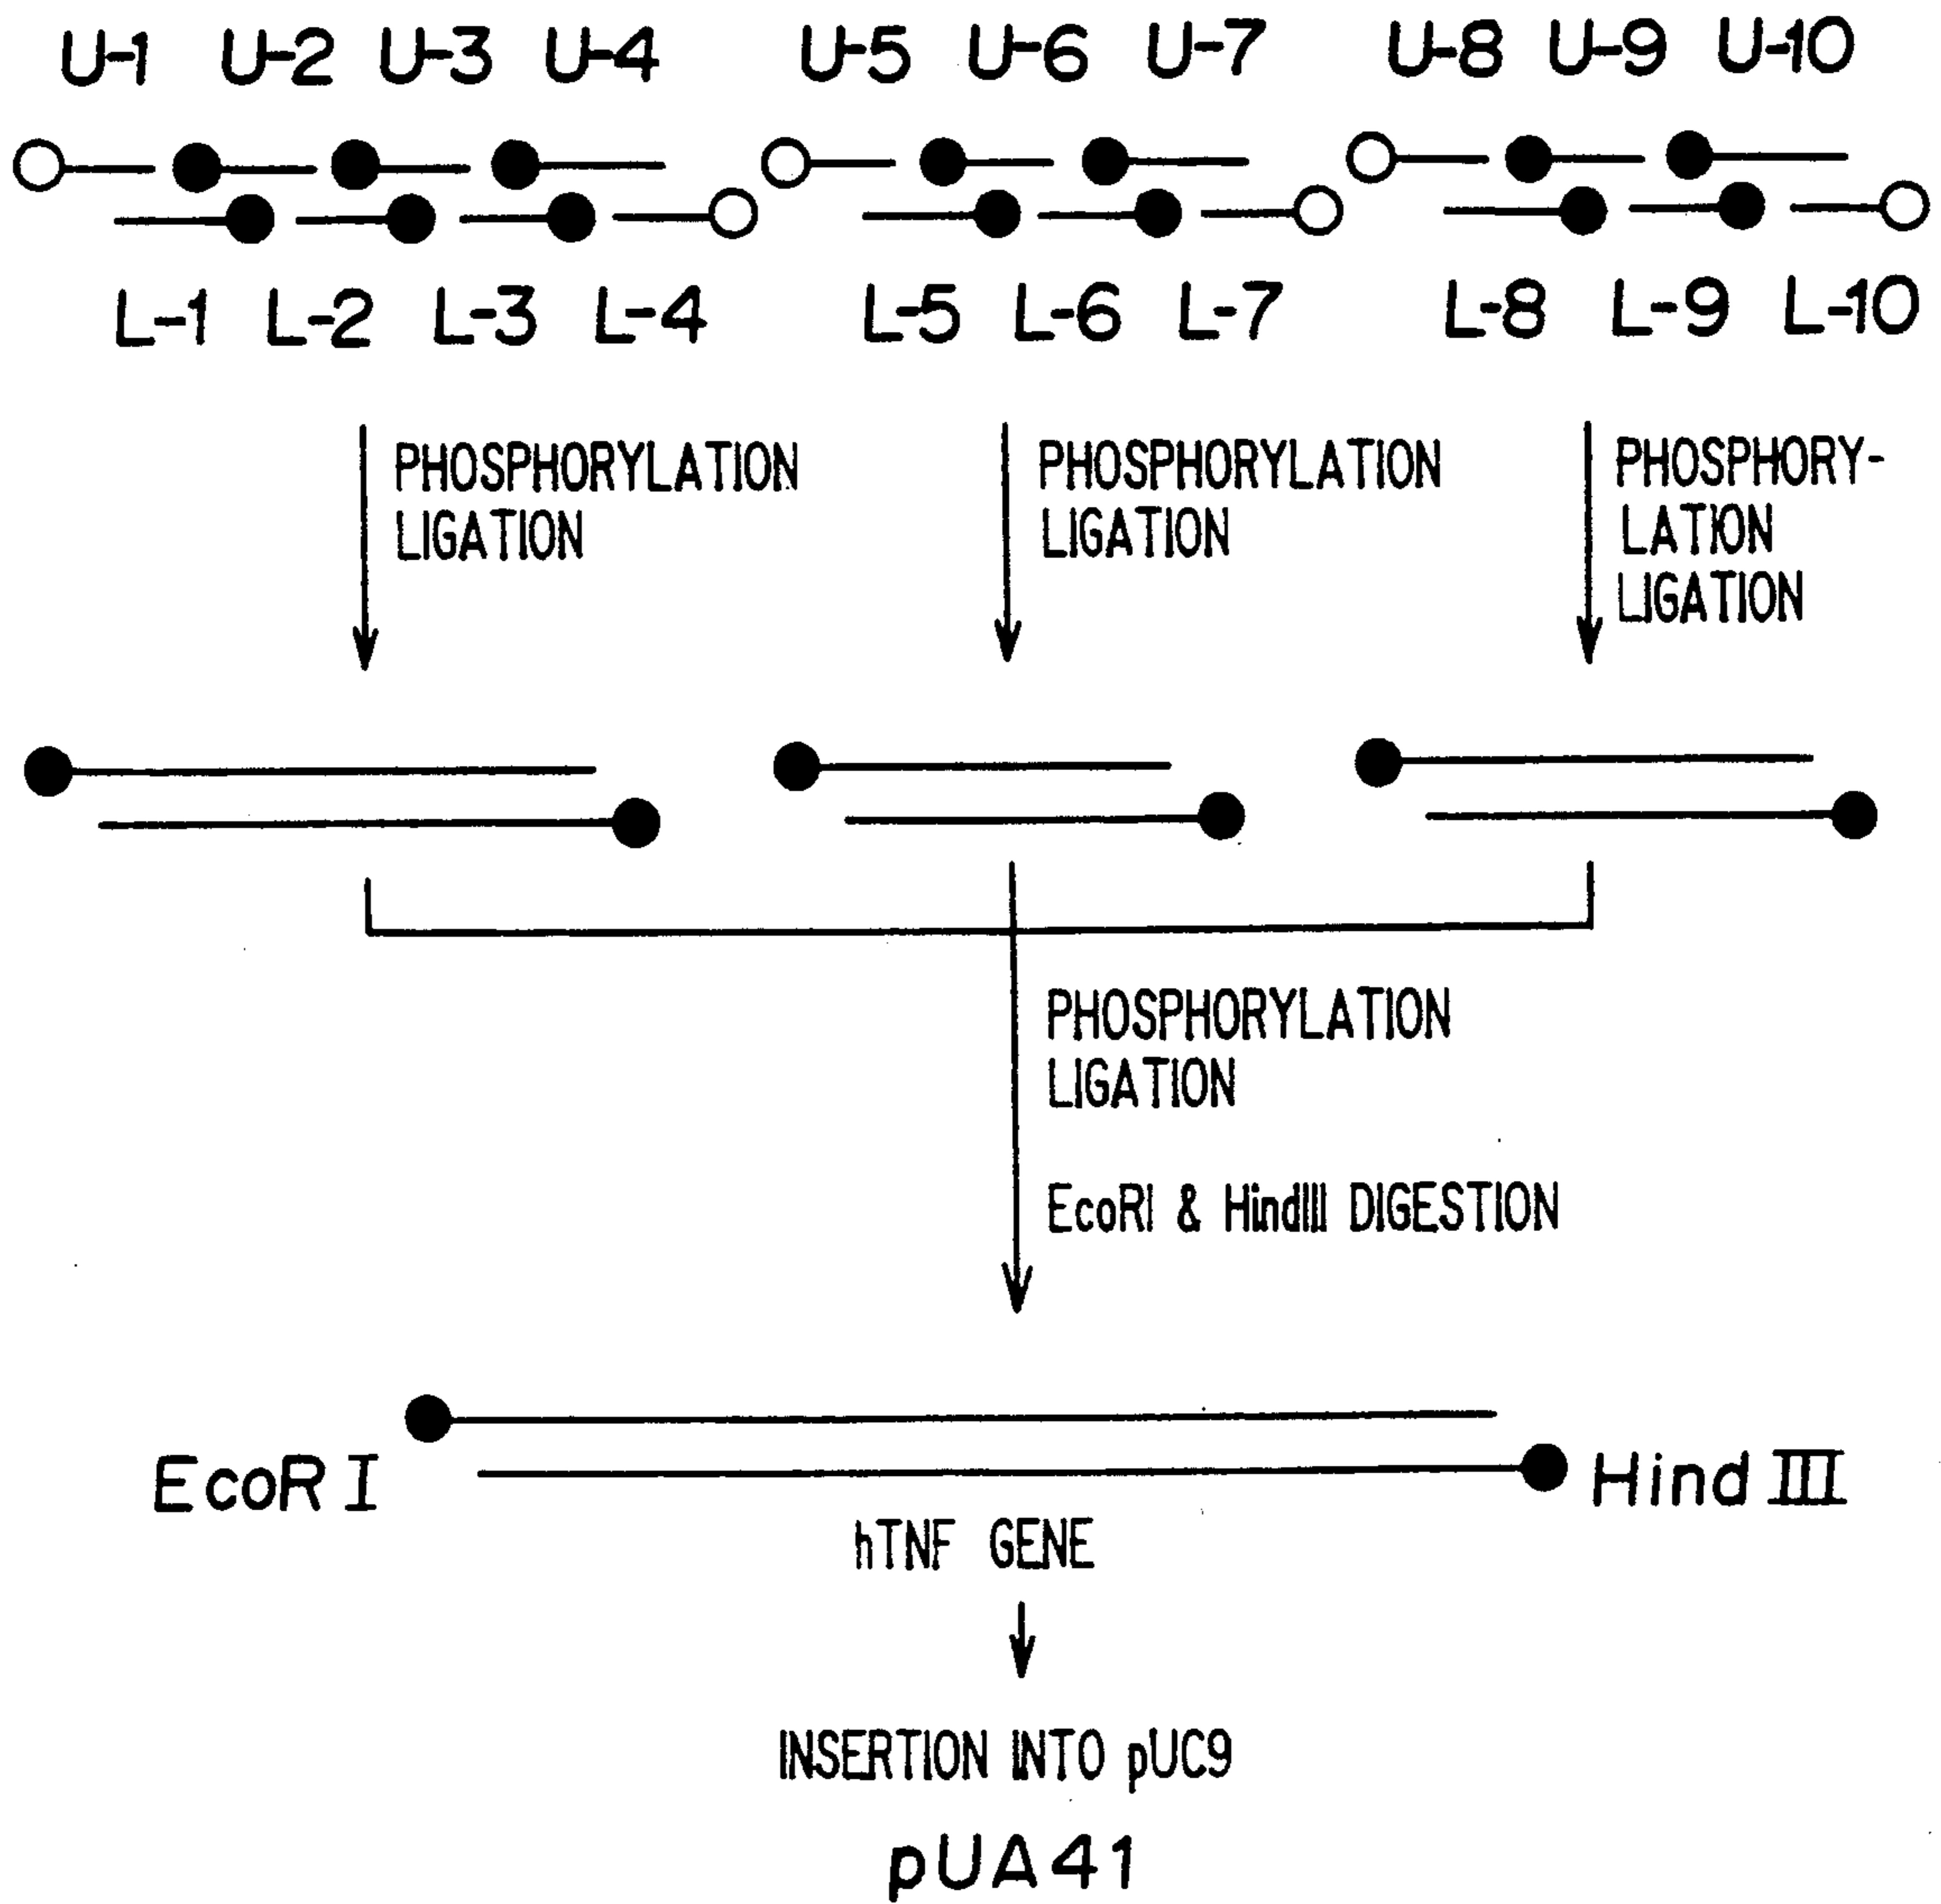 U-1 U-2 U-3 U-4 U-5 U-6 U-7 U-8 U-9 U-10
L-1 L-2 L-3 L-4 L-5 L-6 L-7 L-8 L-9 L-10
PHOSPHORYLATION
LIGATION
PHOSPHORYLATION
LIGATION
PHOSPHORY-
LATION
LIGATION
PHOSPHORYLATION
LIGATION
EcoRI & HindIII DIGESTION
EcoR I
Hind III
hTNF GENE
INSERTION INTO pUC9
pUA41